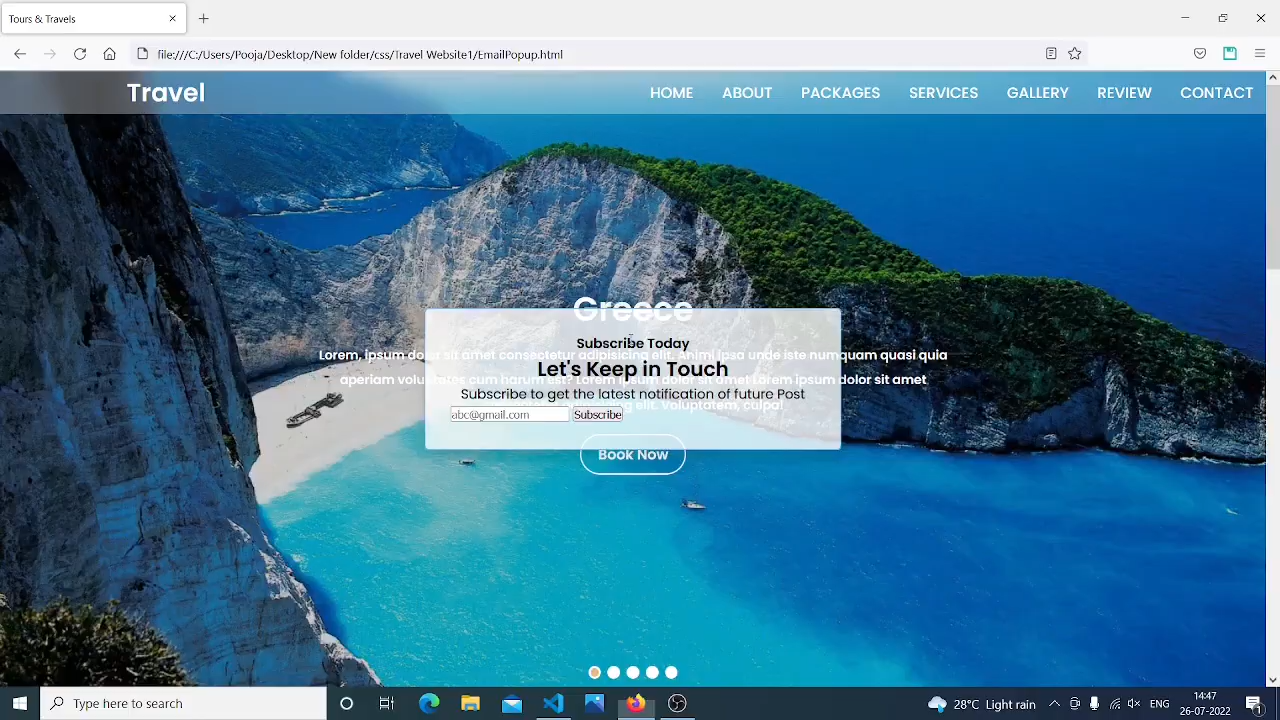 Tours & Travels
file:///C:/Users/Pooja/Desktop/New folder/css/Travel Website1/EmailPopup.html
Travel
HOME ABOUT PACKAGES SERVICES GALLERY REVIEW CONTACT
Greece
Subscribe Today
Lorem, ipsum dolor sit amet consectetur adipisicing elit. Animi ipsa unde iste numquam quasi quia
Let's Keep in Touch
aperiam voluptates cum harum est? Lorem ipsum dolor sit amet Lorem ipsum dolor sit amet
Subscribe to get the latest notification of future Post
elit. Voluptatem, culpa!
abc@gmail.com Subscribe
Book Now
Type here to search
28°C Light rain
ENG
14:47
26-07-2022
1